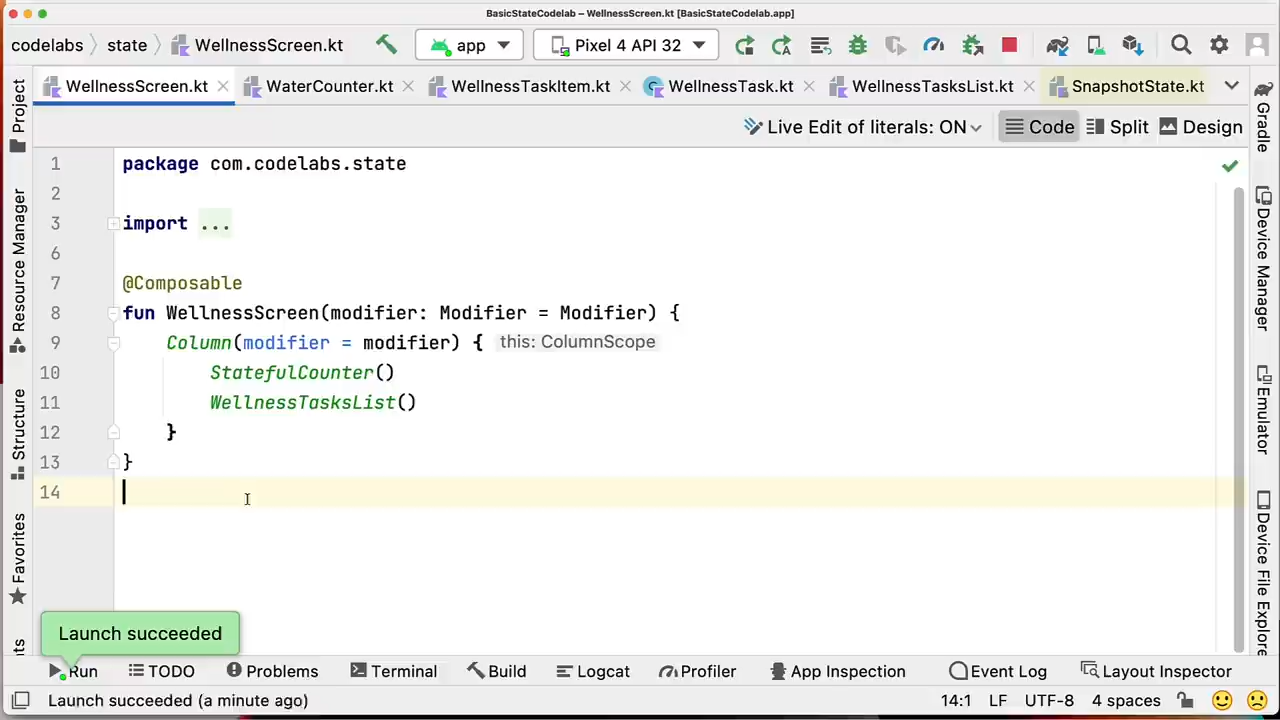 BasicStateCodelab – WellnessScreen.kt [BasicStateCodelab.app]
codelabs state WellnessScreen.kt app Pixel 4 API 32
WellnessScreen.kt WaterCounter.kt WellnessTaskItem.kt WellnessTask.kt WellnessTasksList.kt SnapshotState.kt
Live Edit of literals: ON Code Split Design
1 package com.codelabs.state
2
3 import ...
6
7 @Composable
8 fun WellnessScreen(modifier: Modifier = Modifier) {
9 Column(modifier = modifier) { this: ColumnScope
10 StatefulCounter()
11 WellnessTasksList()
12 }
13 }
14
Project
Resource Manager
Structure
Favorites
Gradle
Device Manager
Emulator
Device File Explorer
Launch succeeded
Run TODO Problems Terminal Build Logcat Profiler App Inspection Event Log Layout Inspector
Launch succeeded (a minute ago) 14:1 LF UTF-8 4 spaces